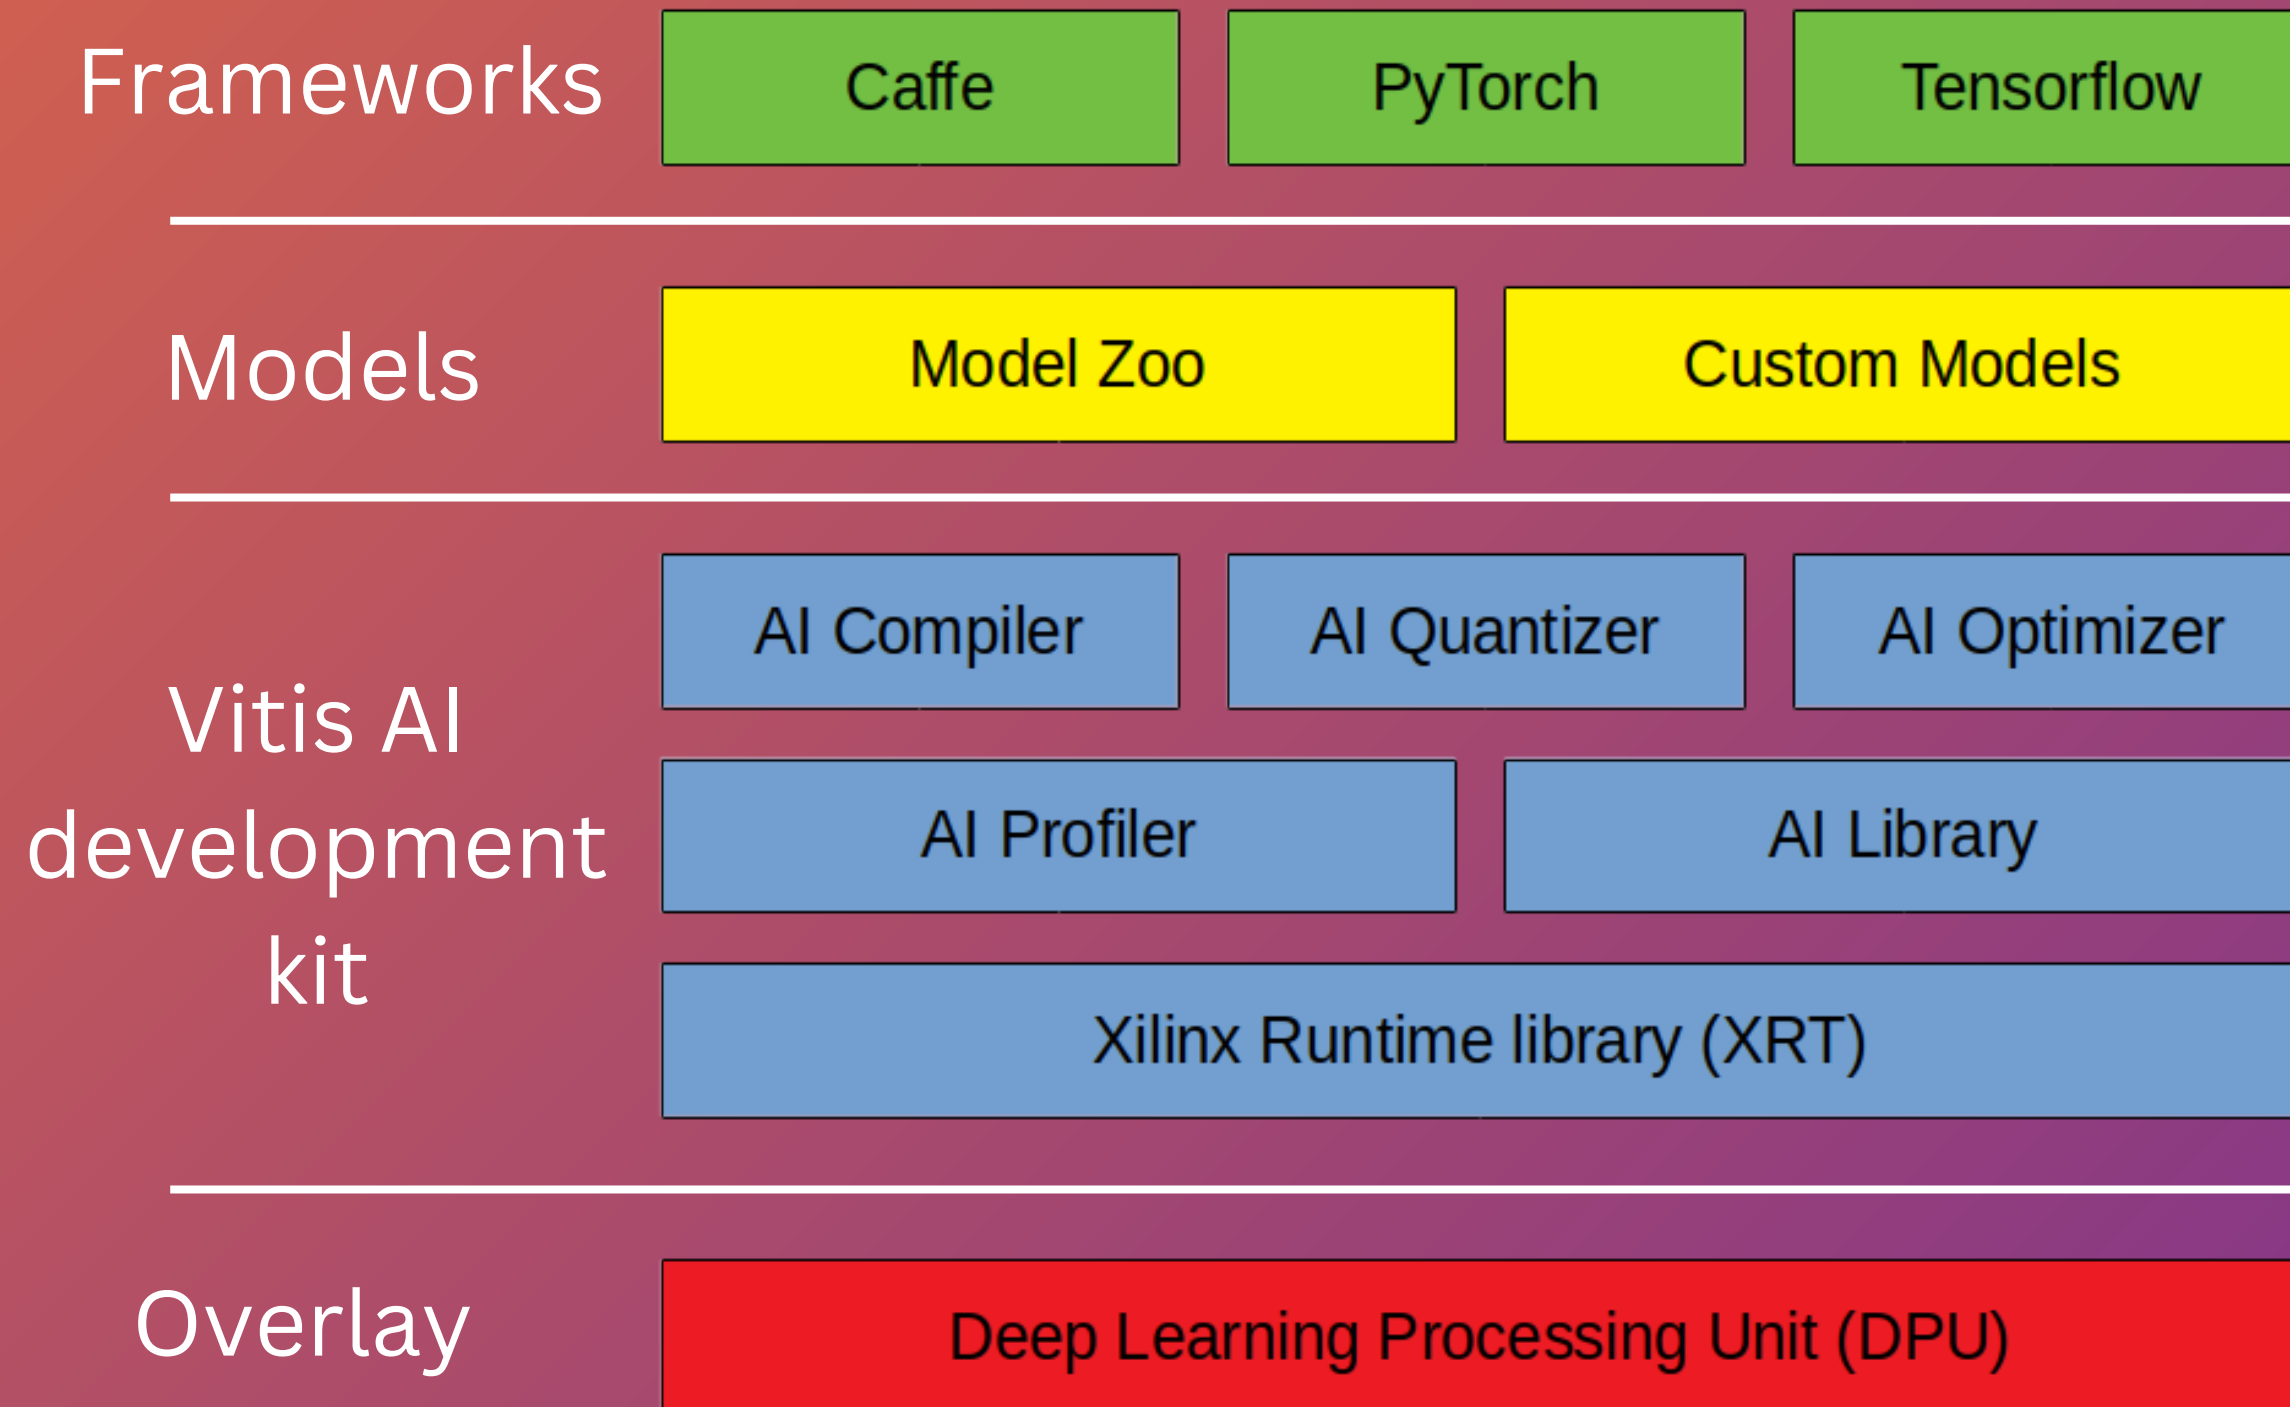 Frameworks
Caffe
PyTorch
Tensorflow
Models
Model Zoo
Custom Models
Vitis AI
development
kit
AI Compiler
AI Quantizer
AI Optimizer
AI Profiler
AI Library
Xilinx Runtime library (XRT)
Overlay
Deep Learning Processing Unit (DPU)